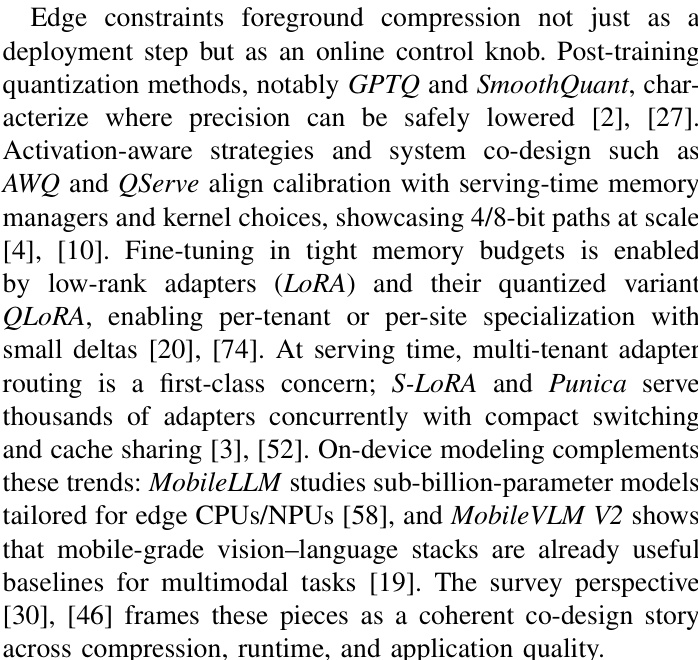 Edge constraints foreground compression not just as a
deployment step but as an online control knob. Post-training
quantization methods, notably GPTQ and SmoothQuant, char-
acterize where precision can be safely lowered [2], [27].
Activation-aware strategies and system co-design such as
AWQ and QServe align calibration with serving-time memory
managers and kernel choices, showcasing 4/8-bit paths at scale
[4], [10]. Fine-tuning in tight memory budgets is enabled
by low-rank adapters (LoRA) and their quantized variant
QLoRA, enabling per-tenant or per-site specialization with
small deltas [20], [74]. At serving time, multi-tenant adapter
routing is a first-class concern; S-LoRA and Punica serve
thousands of adapters concurrently with compact switching
and cache sharing [3], [52]. On-device modeling complements
these trends: MobileLLM studies sub-billion-parameter models
tailored for edge CPUs/NPUs [58], and MobileVLM V2 shows
that mobile-grade vision–language stacks are already useful
baselines for multimodal tasks [19]. The survey perspective
[30], [46] frames these pieces as a coherent co-design story
across compression, runtime, and application quality.